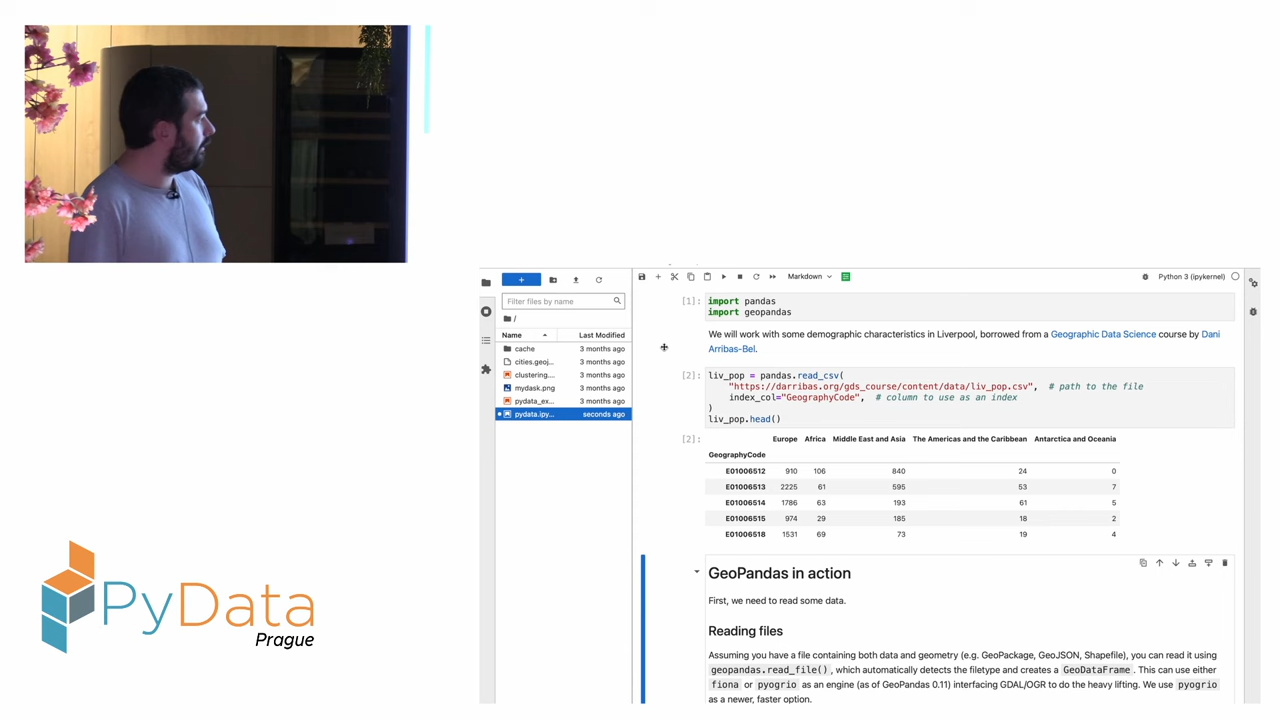 Markdown
Python 3 (ipykernel)
Filter files by name
/
Name Last Modified
cache 3 months ago
cities.geoj... 3 months ago
clustering.... 3 months ago
mydask.png 3 months ago
pydata_ex... 3 months ago
pydata.ipy... seconds ago
[1]: import pandas
import geopandas
We will work with some demographic characteristics in Liverpool, borrowed from a Geographic Data Science course by Dani
Arribas-Bel.
[2]: liv_pop = pandas.read_csv(
"https://darribas.org/gds_course/content/data/liv_pop.csv", # path to the file
index_col="GeographyCode", # column to use as an index
)
liv_pop.head()
[2]: Europe Africa Middle East and Asia The Americas and the Caribbean Antarctica and Oceania
GeographyCode
E01006512 910 106 840 24 0
E01006513 2225 61 595 53 7
E01006514 1786 63 193 61 5
E01006515 974 29 185 18 2
E01006518 1531 69 73 19 4
GeoPandas in action
First, we need to read some data.
Reading files
Assuming you have a file containing both data and geometry (e.g. GeoPackage, GeoJSON, Shapefile), you can read it using
geopandas.read_file(), which automatically detects the filetype and creates a GeoDataFrame. This can use either
fiona or pyogrio as an engine (as of GeoPandas 0.11) interfacing GDAL/OGR to do the heavy lifting. We use pyogrio
as a newer, faster option.
PyData
Prague